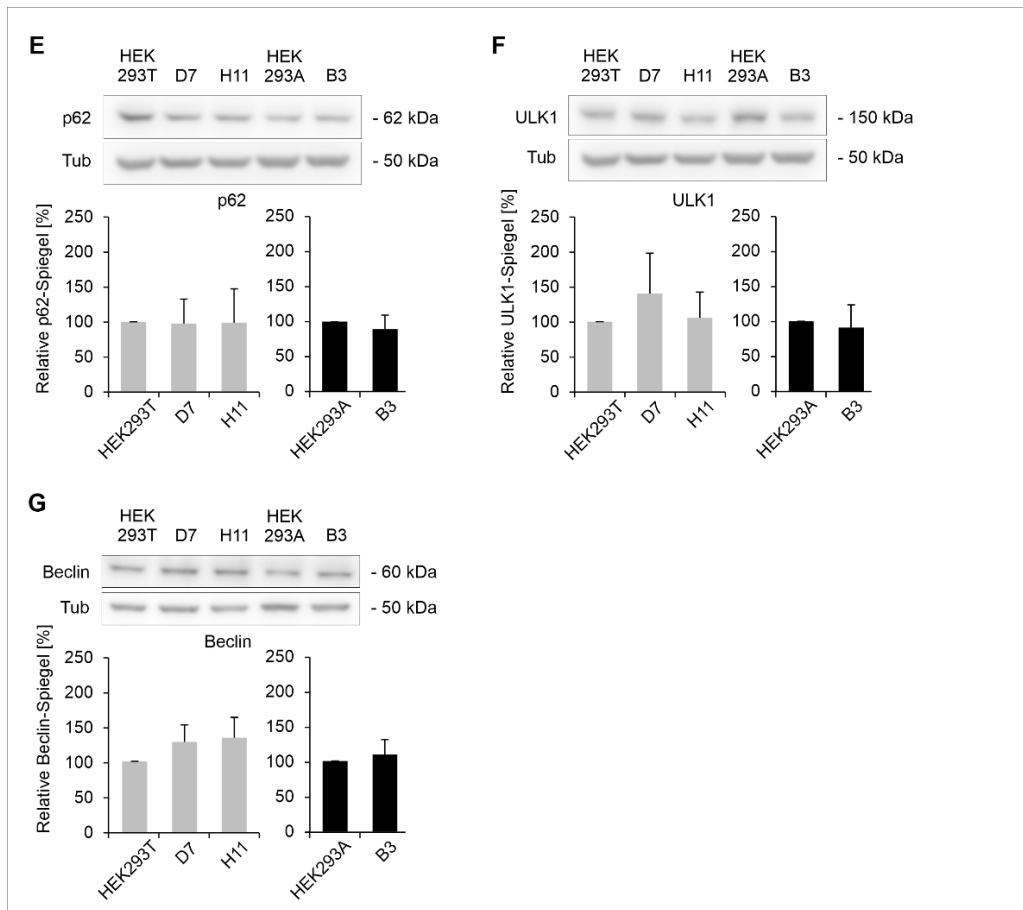 E
HEK HEK
293T D7 H11 293A B3
p62 - 62 kDa
Tub - 50 kDa
p62
Relative p62-Spiegel [%]
250 250
200 200
150 150
100 100
50 50
0 0
HEK293T D7 H11 HEK293A B3
F
HEK HEK
293T D7 H11 293A B3
ULK1 - 150 kDa
Tub - 50 kDa
ULK1
Relative ULK1-Spiegel [%]
250 250
200 200
150 150
100 100
50 50
0 0
HEK293T D7 H11 HEK293A B3
G
HEK HEK
293T D7 H11 293A B3
Beclin - 60 kDa
Tub - 50 kDa
Beclin
Relative Beclin-Spiegel [%]
250 250
200 200
150 150
100 100
50 50
0 0
HEK293T D7 H11 HEK293A B3